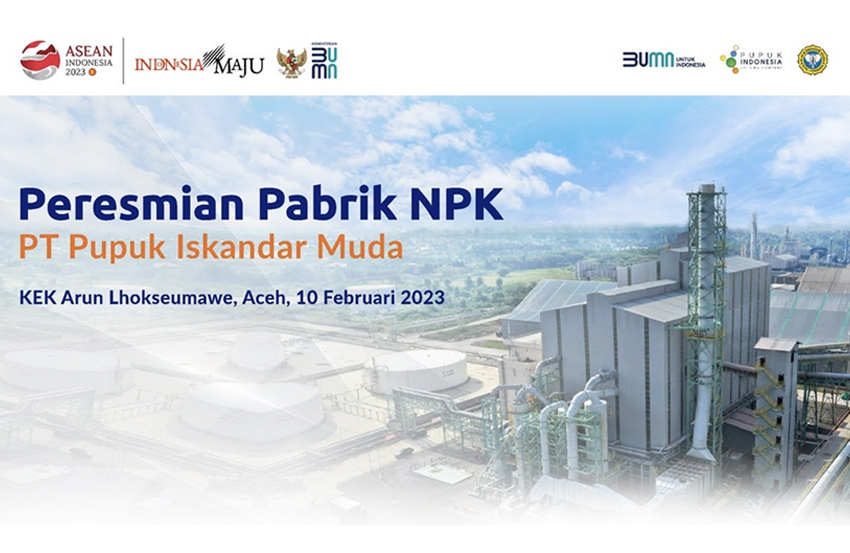 ASEAN
INDONESIA
2023
INDONESIA MAJU
KEMENTERIAN
BUMN
BUMN UNTUK
INDONESIA
PUPUK
INDONESIA
Peresmian Pabrik NPK
PT Pupuk Iskandar Muda
KEK Arun Lhokseumawe, Aceh, 10 Februari 2023